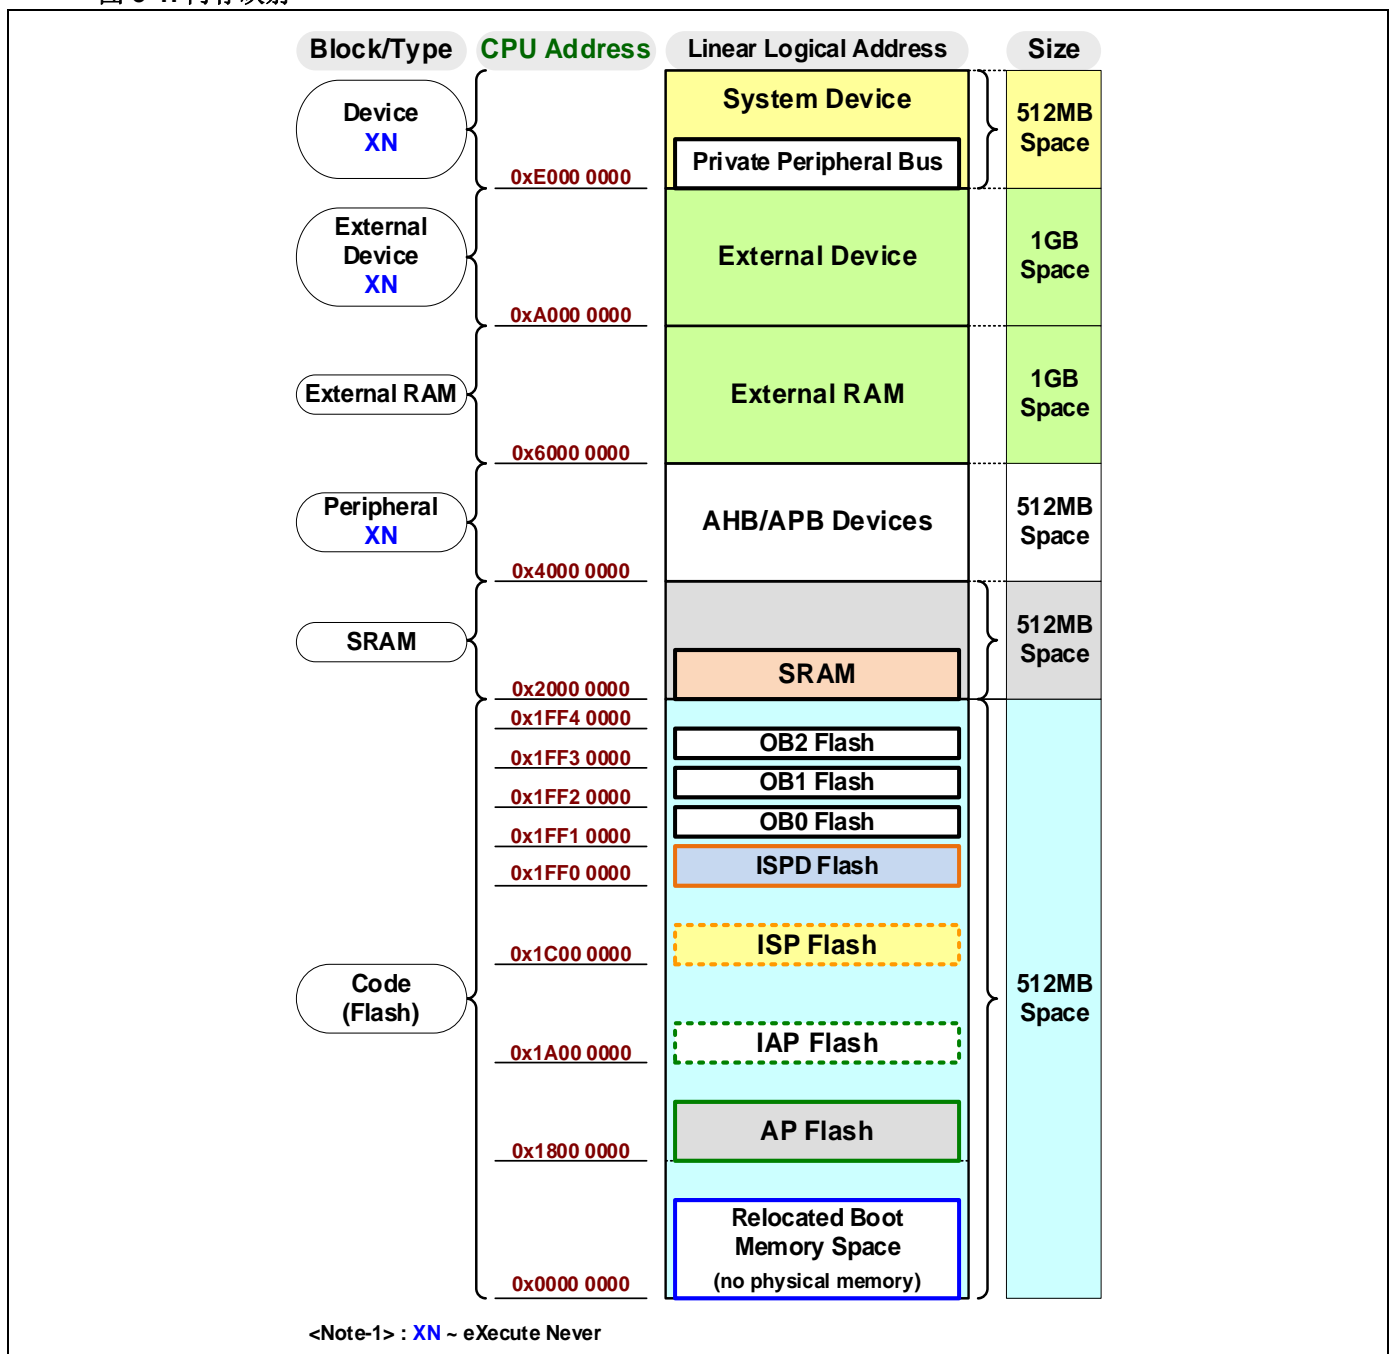 Block/Type CPU Address Linear Logical Address Size
Device
XN
System Device
Private Peripheral Bus
512MB
Space
0xE000 0000
External
Device
XN
External Device
1GB
Space
0xA000 0000
External RAM
External RAM
1GB
Space
0x6000 0000
Peripheral
XN
AHB/APB Devices
512MB
Space
0x4000 0000
SRAM
SRAM
512MB
Space
0x2000 0000
0x1FF4 0000
OB2 Flash
0x1FF3 0000
OB1 Flash
0x1FF2 0000
OB0 Flash
0x1FF1 0000
ISPD Flash
0x1FF0 0000
ISP Flash
0x1C00 0000
Code
(Flash)
512MB
Space
IAP Flash
0x1A00 0000
AP Flash
0x1800 0000
Relocated Boot
Memory Space
(no physical memory)
0x0000 0000
<Note-1> : XN ~ eXecute Never